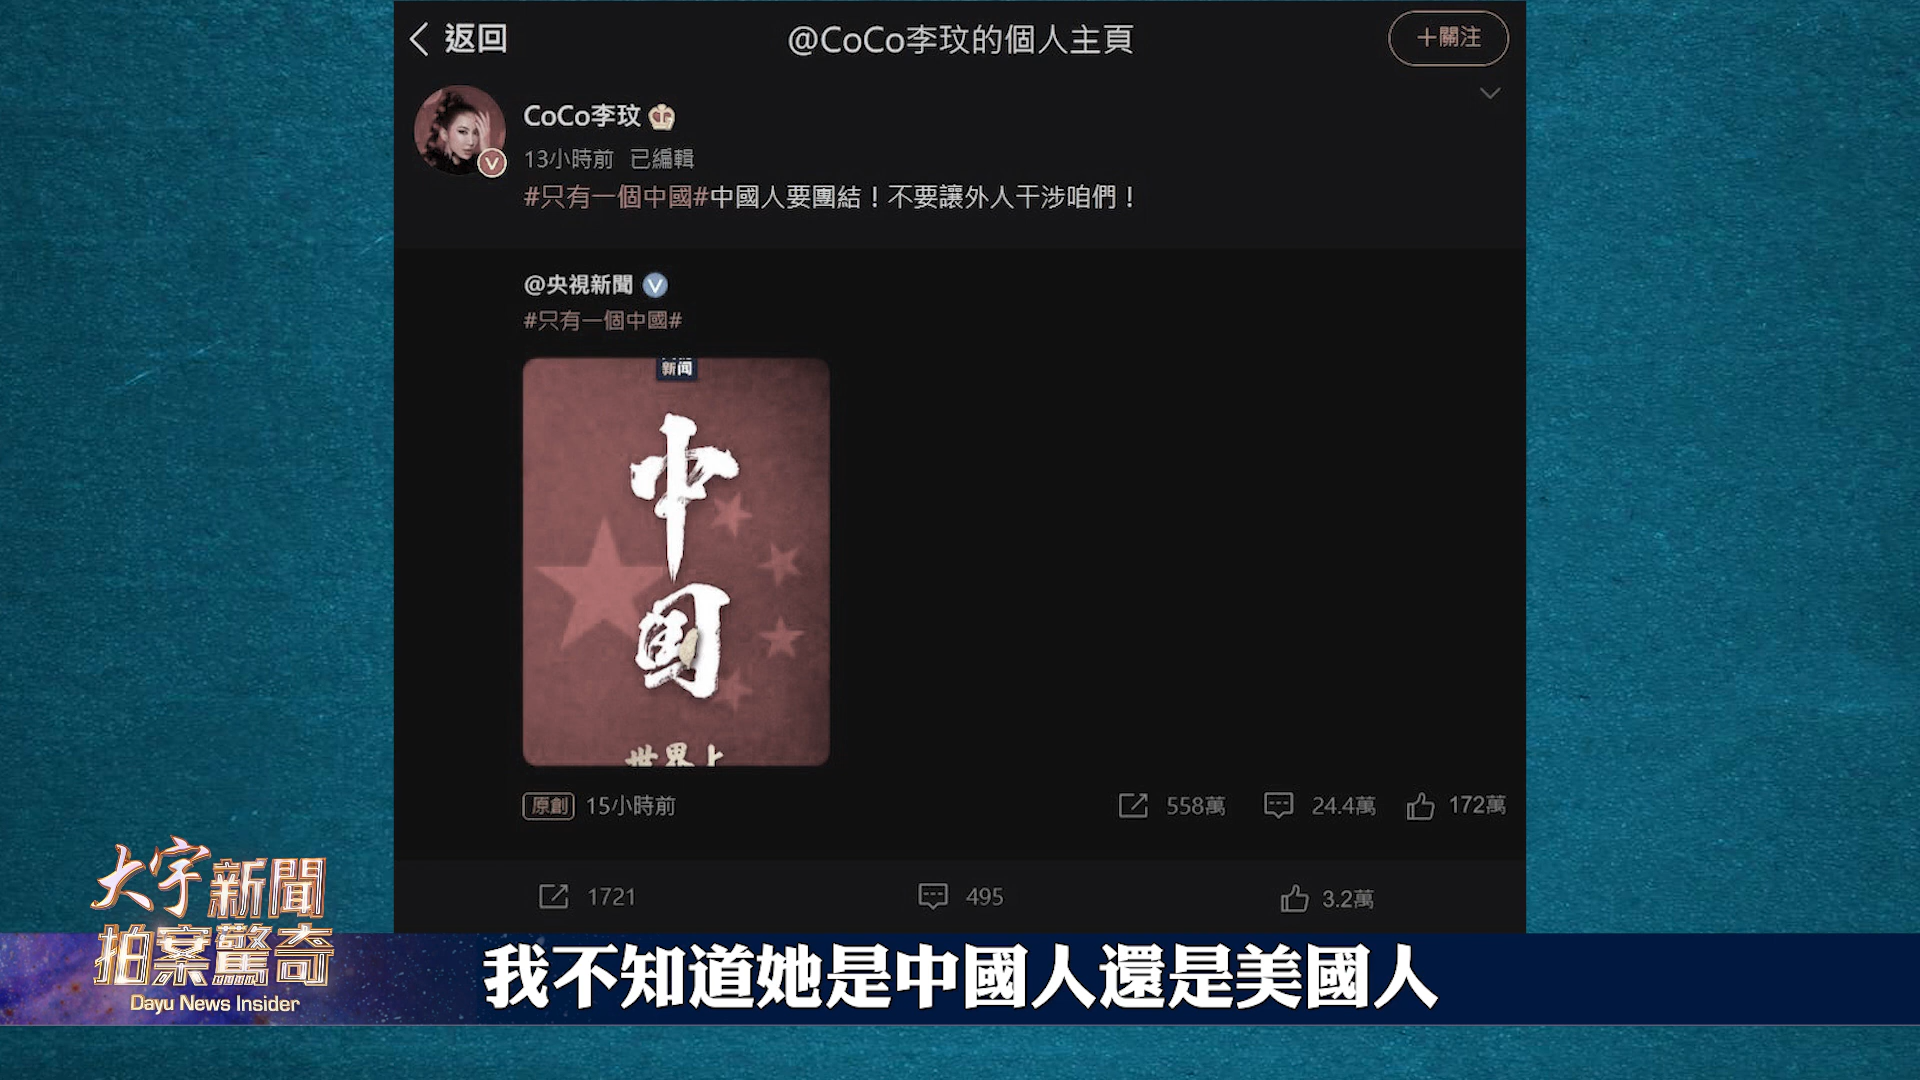 返回
@CoCo李玟的個人主頁
十關注
CoCo李玟
13小時前 已編輯
#只有一個中國#中國人要團結！不要讓外人干涉咱們！
@央視新聞
#只有一個中國#
新闻
中国
世界上
原創 15小時前
558萬 24.4萬 172萬
1721 495 3.2萬
大宇新聞
拍案驚奇
Dayu News Insider
我不知道她是中國人還是美國人